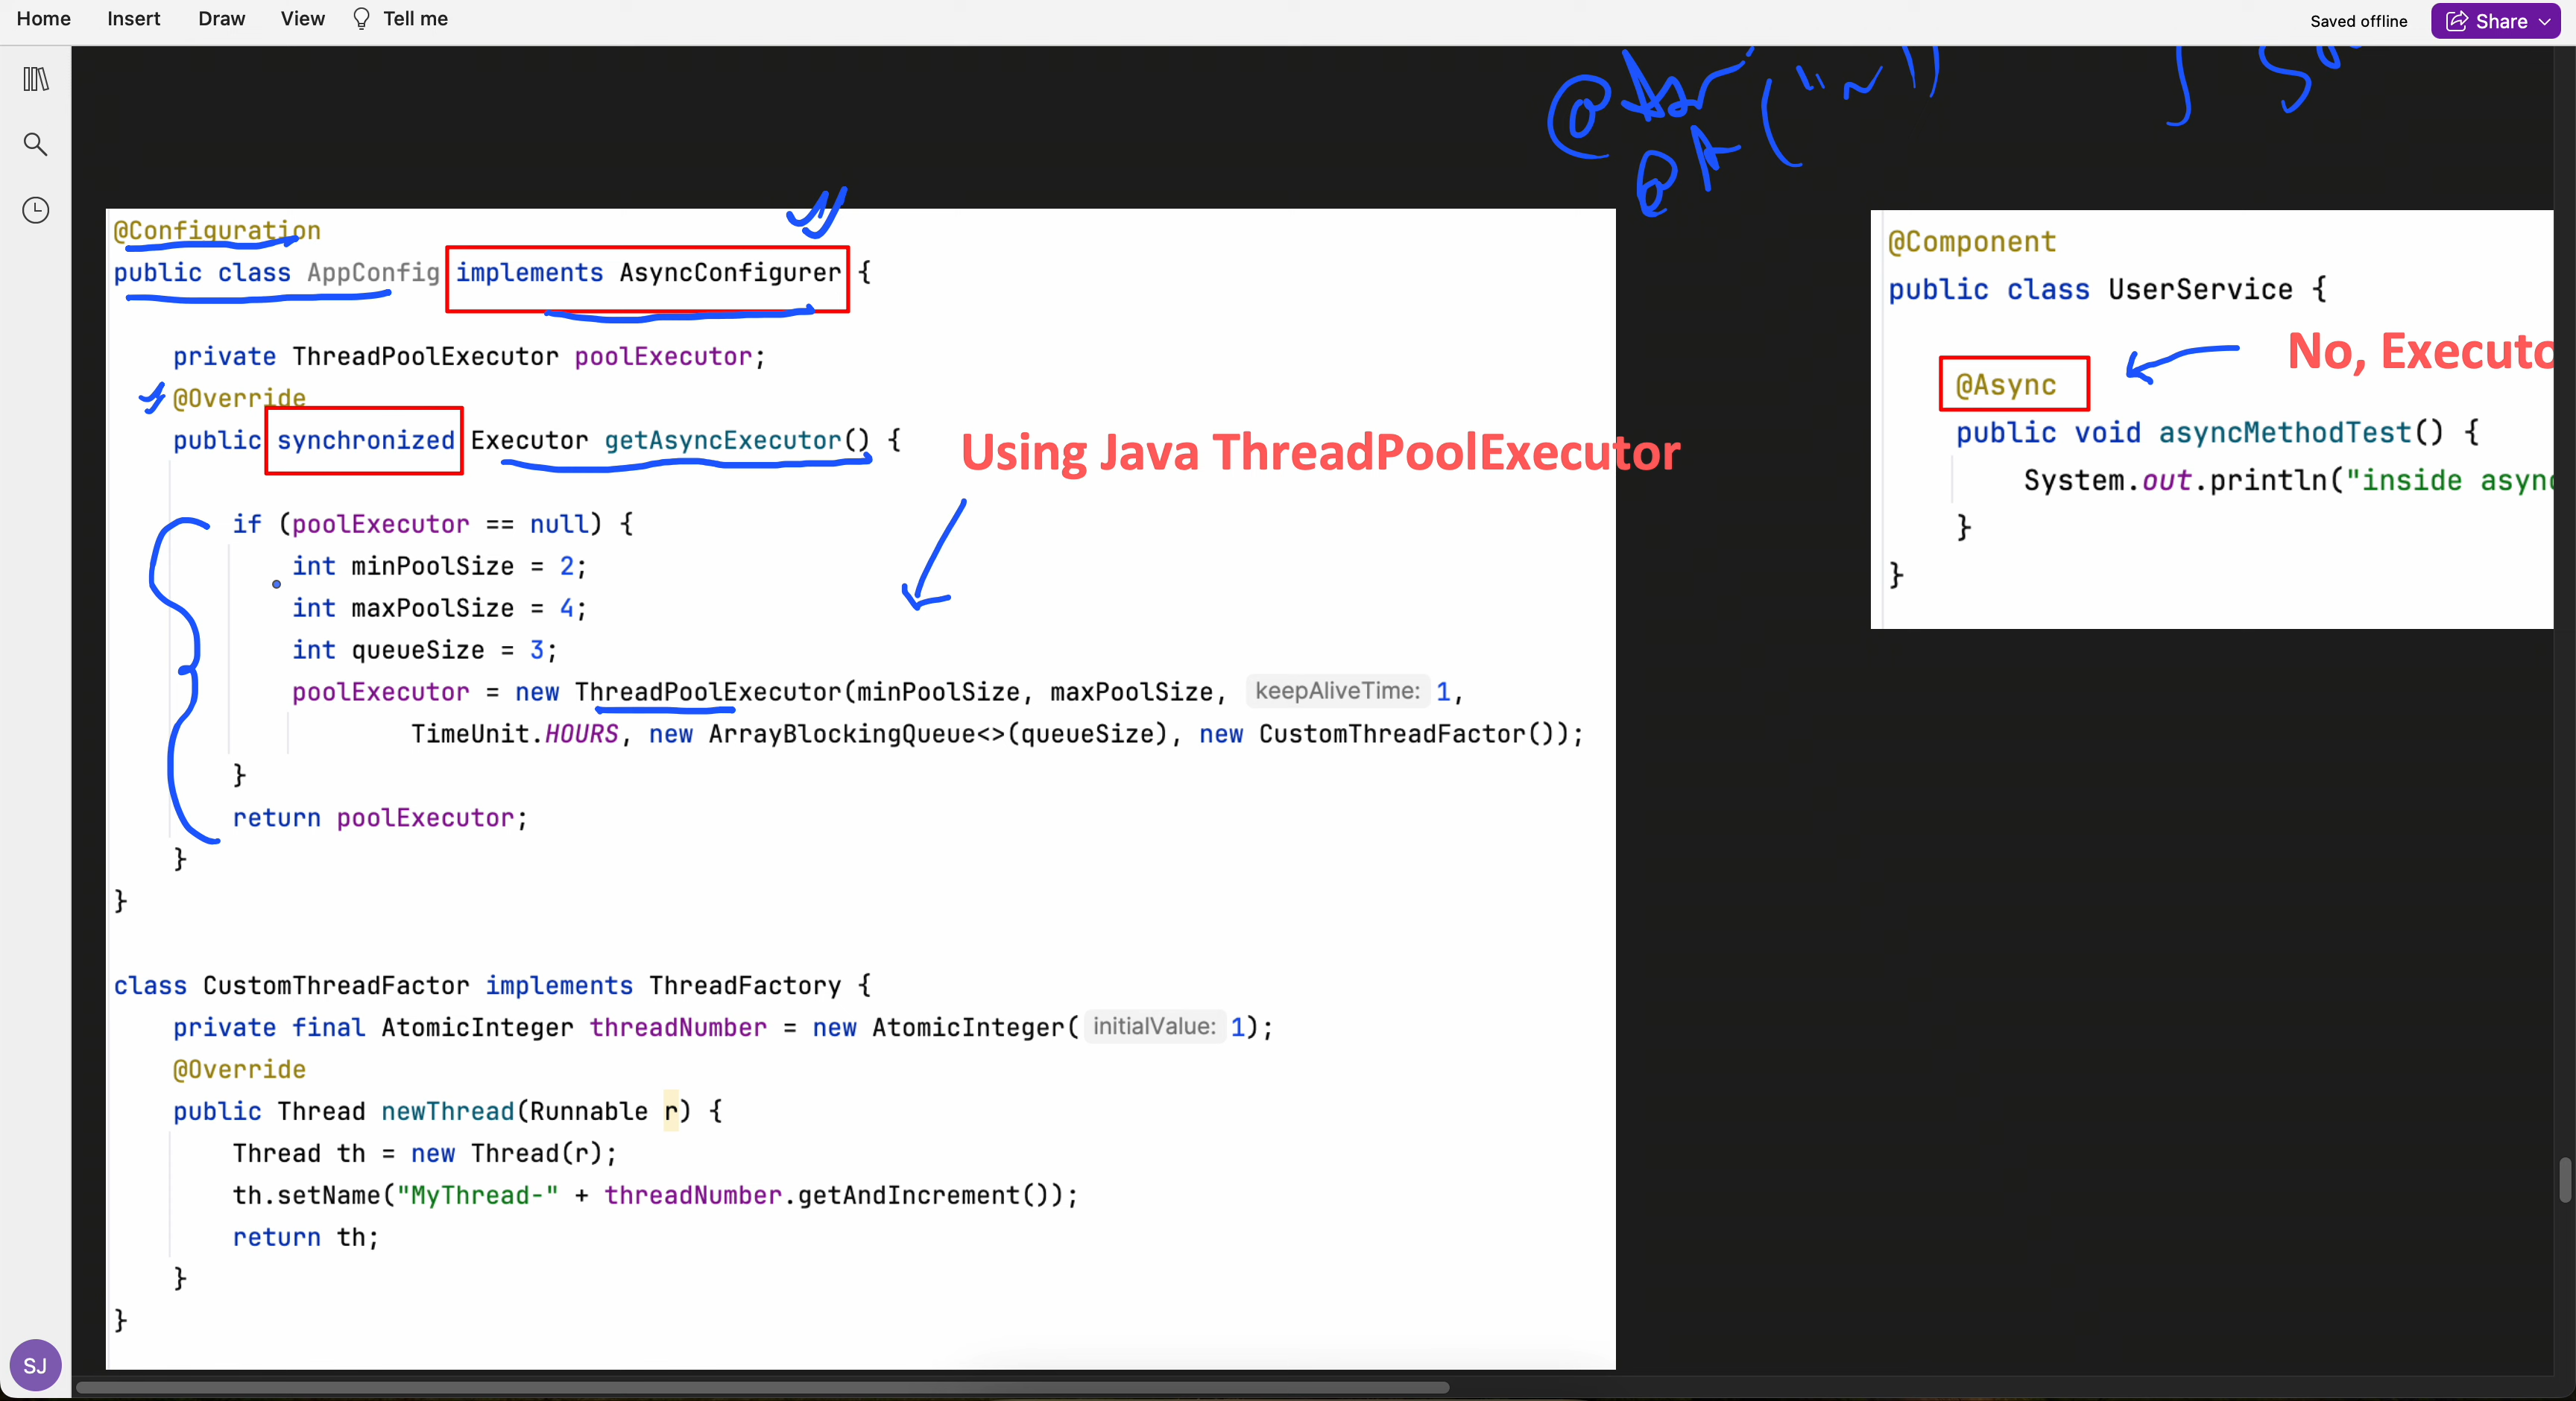 Home Insert Draw View Tell me Saved offline Share
@Configuration
public class AppConfig implements AsyncConfigurer {
private ThreadPoolExecutor poolExecutor;
@Override
public synchronized Executor getAsyncExecutor() {
Using Java ThreadPoolExecutor
if (poolExecutor == null) {
int minPoolSize = 2;
int maxPoolSize = 4;
int queueSize = 3;
poolExecutor = new ThreadPoolExecutor(minPoolSize, maxPoolSize, keepAliveTime: 1,
TimeUnit.HOURS, new ArrayBlockingQueue<>(queueSize), new CustomThreadFactor());
}
return poolExecutor;
}
}
class CustomThreadFactor implements ThreadFactory {
private final AtomicInteger threadNumber = new AtomicInteger( initialValue: 1);
@Override
public Thread newThread(Runnable r) {
Thread th = new Thread(r);
th.setName("MyThread-" + threadNumber.getAndIncrement());
return th;
}
}
@Component
public class UserService {
No, Executo
@Async
public void asyncMethodTest() {
System.out.println("inside async
}
}
SJ